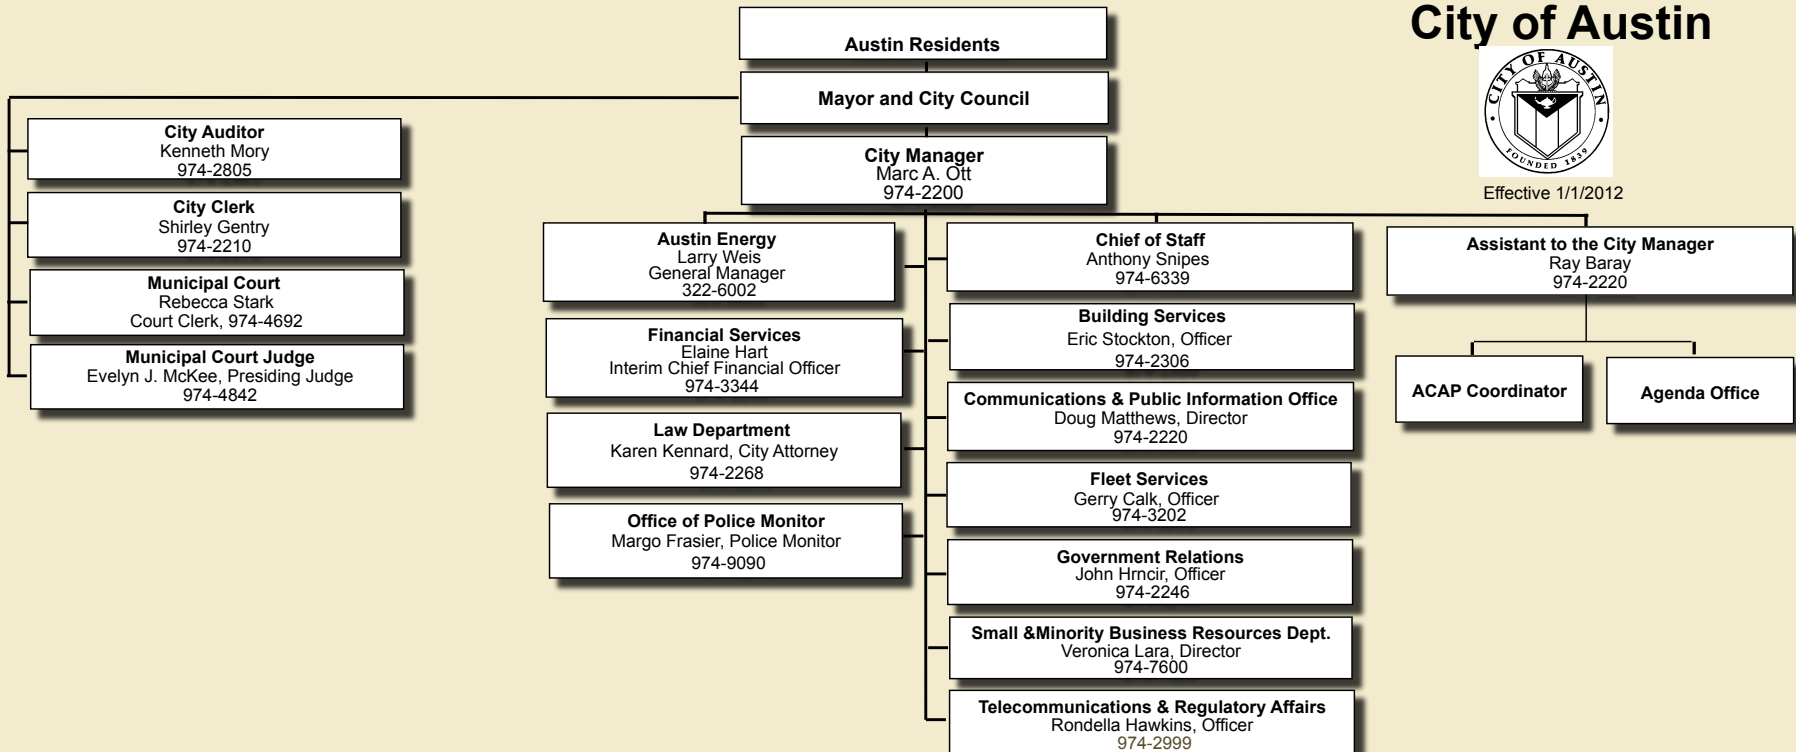 City of Austin
CITY OF AUSTIN
FOUNDED 1839
Effective 1/1/2012
Austin Residents
Mayor and City Council
City Manager
Marc A. Ott
974-2200
City Auditor
Kenneth Mory
974-2805
City Clerk
Shirley Gentry
974-2210
Municipal Court
Rebecca Stark
Court Clerk, 974-4692
Municipal Court Judge
Evelyn J. McKee, Presiding Judge
974-4842
Austin Energy
Larry Weis
General Manager
322-6002
Financial Services
Elaine Hart
Interim Chief Financial Officer
974-3344
Law Department
Karen Kennard, City Attorney
974-2268
Office of Police Monitor
Margo Frasier, Police Monitor
974-9090
Chief of Staff
Anthony Snipes
974-6339
Building Services
Eric Stockton, Officer
974-2306
Communications & Public Information Office
Doug Matthews, Director
974-2220
Fleet Services
Gerry Calk, Officer
974-3202
Government Relations
John Hrncir, Officer
974-2246
Small &Minority Business Resources Dept.
Veronica Lara, Director
974-7600
Telecommunications & Regulatory Affairs
Rondella Hawkins, Officer
974-2999
Assistant to the City Manager
Ray Baray
974-2220
ACAP Coordinator
Agenda Office